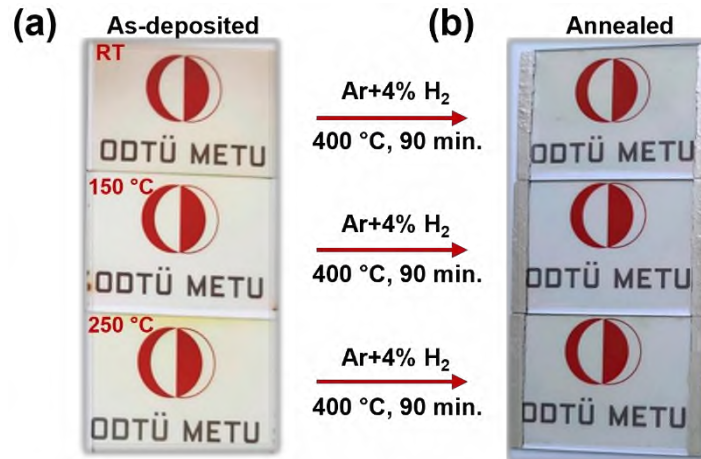 (a) As-deposited
(b) Annealed
RT
ODTÜ METU
Ar+4% H₂
400 °C, 90 min.
ODTÜ METU
150 °C
ODTÜ METU
Ar+4% H₂
400 °C, 90 min.
ODTÜ METU
250 °C
ODTÜ METU
Ar+4% H₂
400 °C, 90 min.
ODTÜ METU